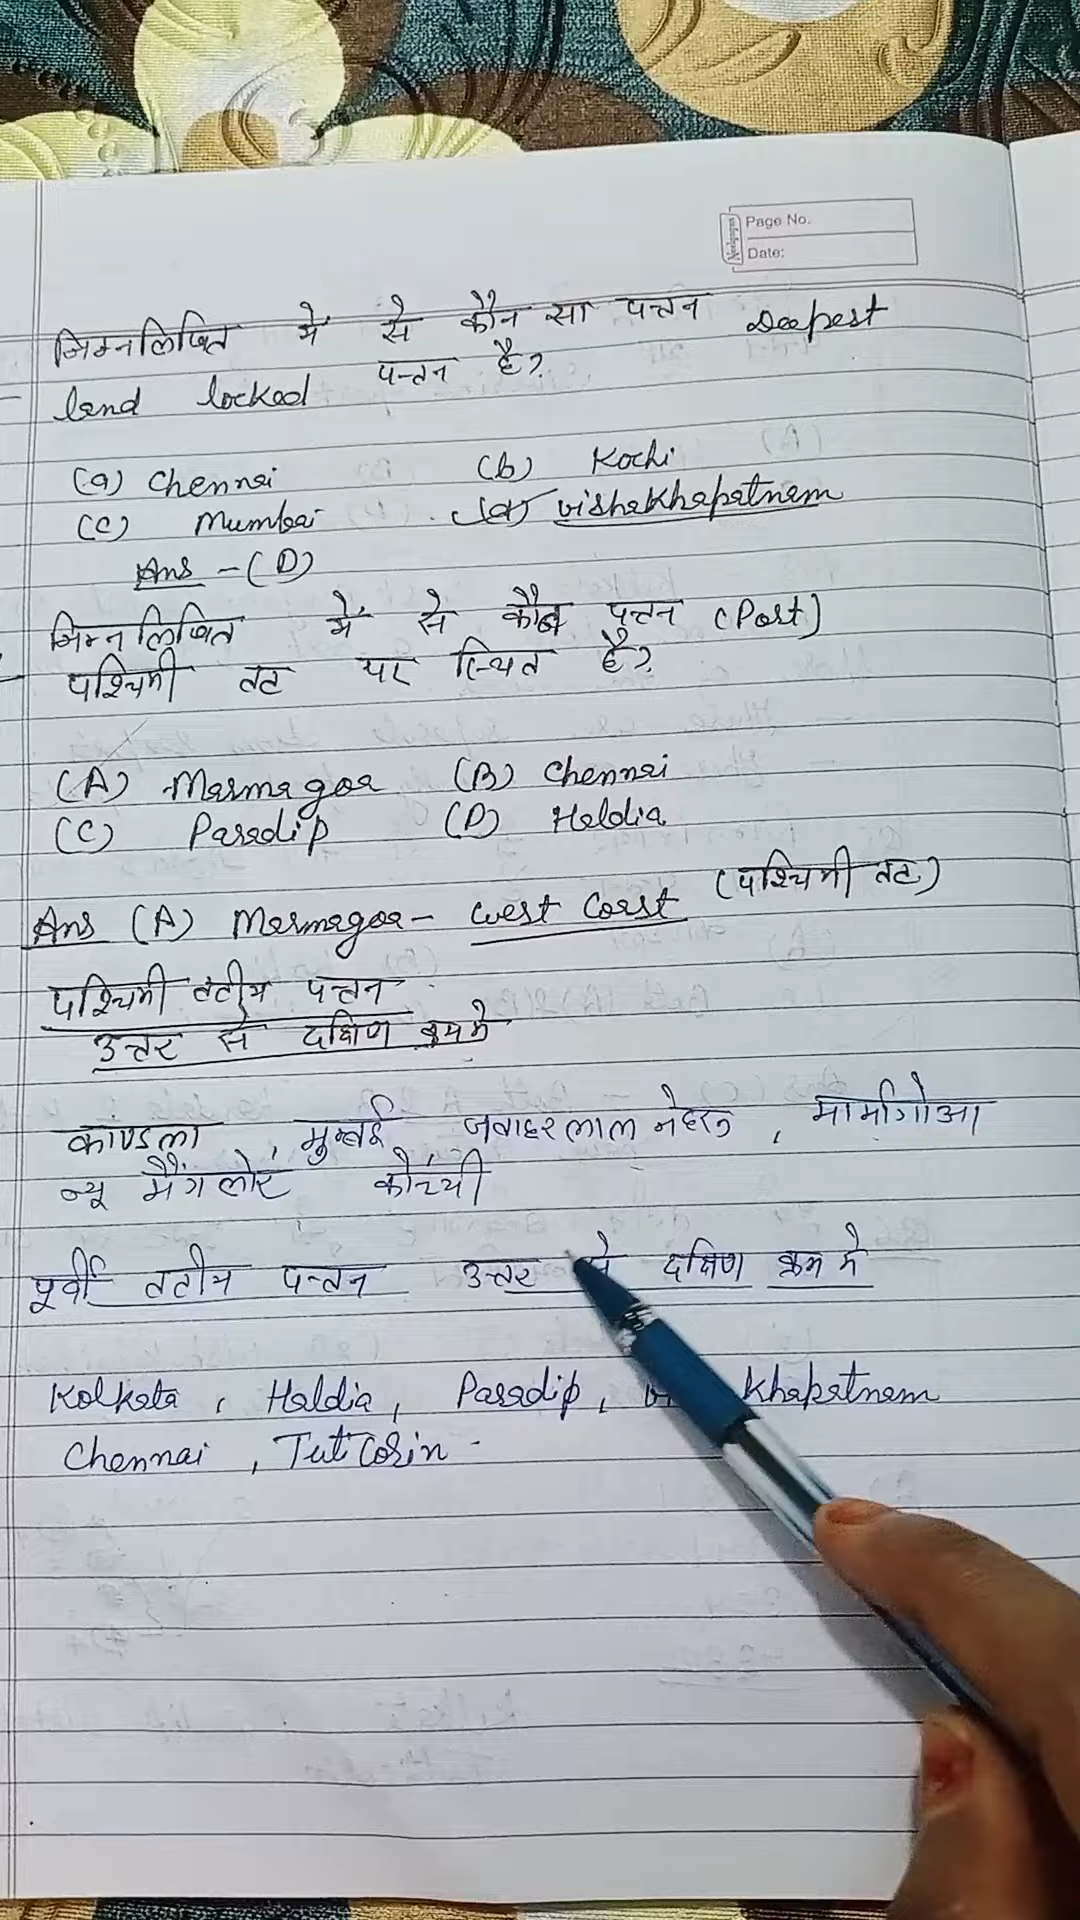 Neelgagan
Page No.
Date:
निम्नलिखित में से कौन सा पत्तन Deepest
land locked पत्तन है?
(a) Chennai (b) Kochi
(c) Mumbai (d) vishakhapatnam
Ans - (D)
निम्नलिखित में से कौन पत्तन (Port)
पश्चिमी तट पर स्थित है?
(A) Marmagoa (B) Chennai
(C) Paradip (D) Haldia
Ans (A) Marmagoa - West Coast (पश्चिमी तट)
पश्चिमी तटीय पत्तन
उत्तर से दक्षिण क्रम मे
काण्डला , मुम्बई, जवाहर लाल नेहरू , मार्मागोआ
न्यू मैंगलोर कोच्ची
पूर्वी तटीय पत्तन उत्तर से दक्षिण क्रम मे
Kolkata , Haldia, Paradip, khapatnam
Chennai , Tuticorin -